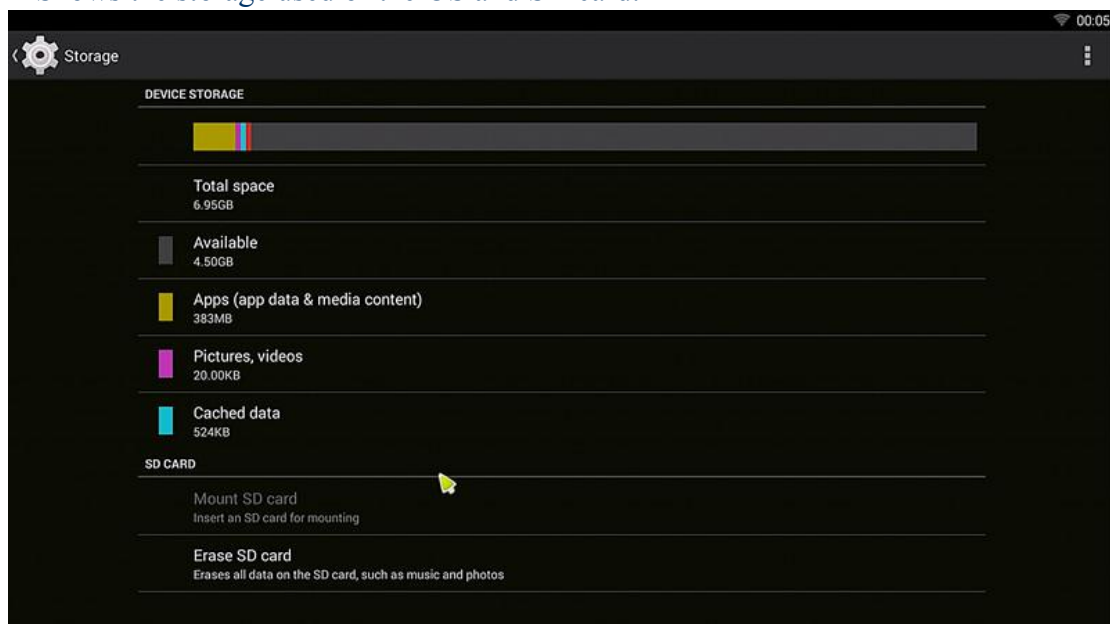 00:05
Storage
DEVICE STORAGE
Total space
6.95GB
Available
4.50GB
Apps (app data & media content)
383MB
Pictures, videos
20.00KB
Cached data
524KB
SD CARD
Mount SD card
Insert an SD card for mounting
Erase SD card
Erases all data on the SD card, such as music and photos